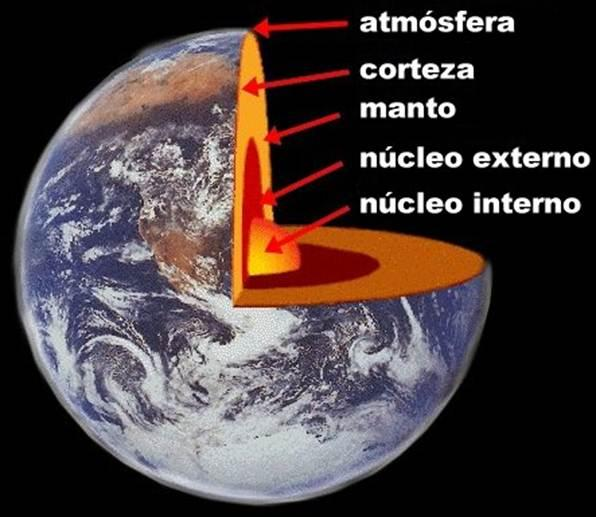 atmósfera
corteza
manto
núcleo externo
núcleo interno